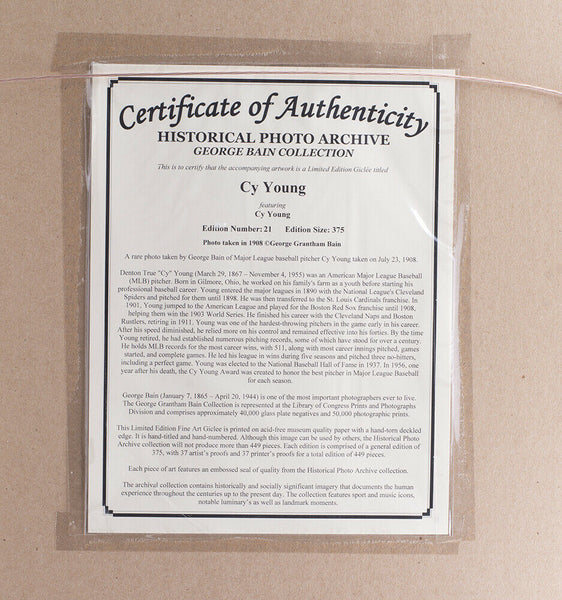 Certificate of Authenticity
HISTORICAL PHOTO ARCHIVE
GEORGE BAIN COLLECTION
This is to certify that the accompanying artwork is a Limited Edition Giclée titled
Cy Young
featuring
Cy Young
Edition Number: 21 Edition Size: 375
Photo taken in 1908 ©George Grantham Bain
A rare photo taken by George Bain of Major League baseball pitcher Cy Young taken on July 23, 1908.
Denton True "Cy" Young (March 29, 1867 – November 4, 1955) was an American Major League Baseball
(MLB) pitcher. Born in Gilmore, Ohio, he worked on his family's farm as a youth before starting his
professional baseball career. Young entered the major leagues in 1890 with the National League's Cleveland
Spiders and pitched for them until 1898. He was then transferred to the St. Louis Cardinals franchise. In
1901, Young jumped to the American League and played for the Boston Red Sox franchise until 1908,
helping them win the 1903 World Series. He finished his career with the Cleveland Naps and Boston
Rustlers, retiring in 1911. Young was one of the hardest-throwing pitchers in the game early in his career.
After his speed diminished, he relied more on his control and remained effective into his forties. By the time
Young retired, he had established numerous pitching records, some of which have stood for over a century.
He holds MLB records for the most career wins, with 511, along with most career innings pitched, games
started, and complete games. He led his league in wins during five seasons and pitched three no-hitters,
including a perfect game. Young was elected to the National Baseball Hall of Fame in 1937. In 1956, one
year after his death, the Cy Young Award was created to honor the best pitcher in Major League Baseball
for each season.
George Bain (January 7, 1865 – April 20, 1944) is one of the most important photographers ever to live.
The George Grantham Bain Collection is represented at the Library of Congress Prints and Photographs
Division and comprises approximately 40,000 glass plate negatives and 50,000 photographic prints.
This Limited Edition Fine Art Giclee is printed on acid-free museum quality paper with a hand-torn deckled
edge. It is hand-titled and hand-numbered. Although this image can be used by others, the Historical Photo
Archive collection will not produce more than 449 pieces. Each edition is comprised of a general edition of
375, with 37 artist's proofs and 37 printer's proofs for a total edition of 449 pieces.
Each piece of art features an embossed seal of quality from the Historical Photo Archive collection.
The archival collection contains historically and socially significant imagery that documents the human
experience throughout the centuries up to the present day. The collection features sport and music icons,
notable luminary's as well as landmark moments.